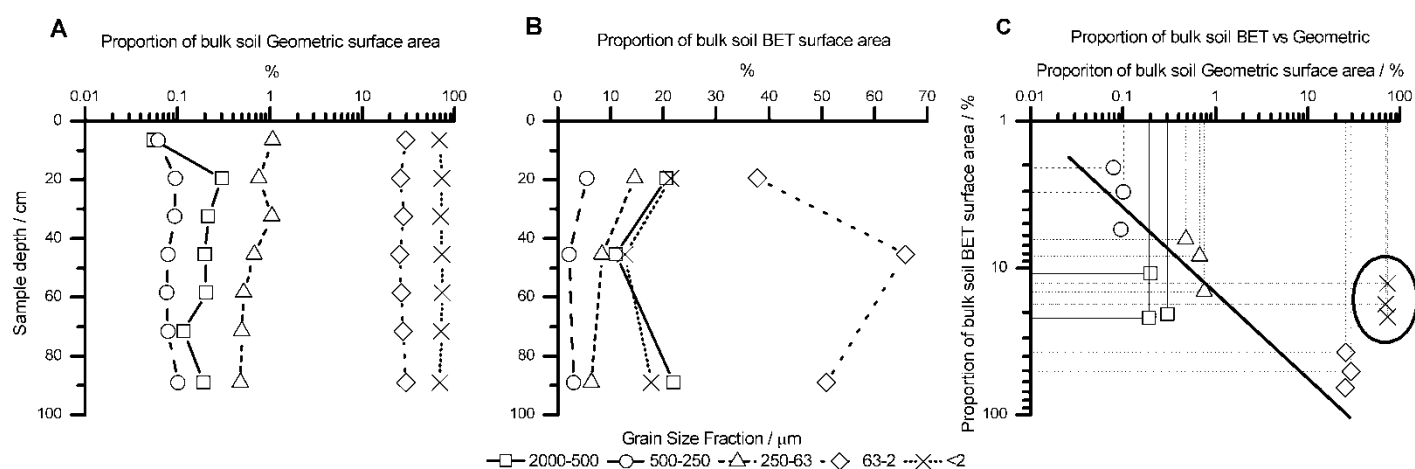 A
Proportion of bulk soil Geometric surface area
%
0.01 0.1 1 10 100
0
20
40
60
80
100
Sample depth / cm
B
Proportion of bulk soil BET surface area
%
0 10 20 30 40 50 60 70
0
20
40
60
80
100
C
Proportion of bulk soil BET vs Geometric
Proporiton of bulk soil Geometric surface area / %
0.01 0.1 1 10 100
1
10
100
Proportion of bulk soil BET surface area / %
Grain Size Fraction / μm
2000-500 500-250 250-63 63-2 <2